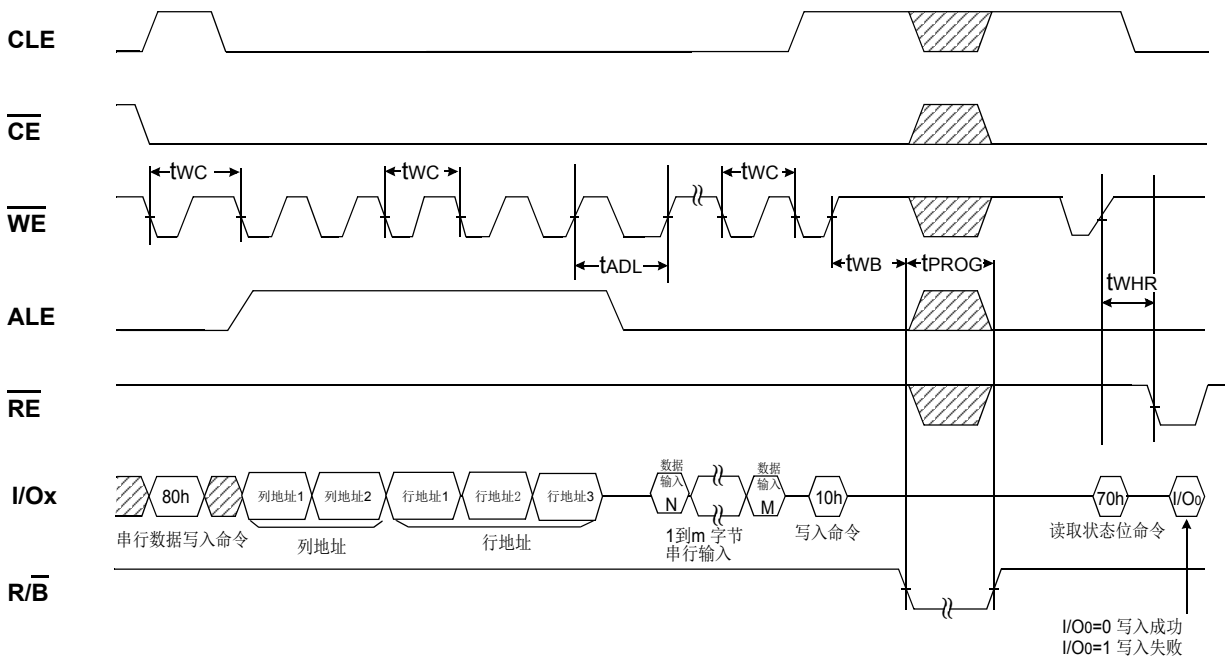 CLE
CE
tWC
tWC
tWC
WE
tADL
tWB
tPROG
tWHR
ALE
RE
I/Ox
80h
列地址1
列地址2
行地址1
行地址2
行地址3
数据
输入
N
数据
输入
M
10h
70h
I/O0
串行数据写入命令
列地址
行地址
1到m 字节
串行输入
写入命令
读取状态位命令
R/B
I/O0=0 写入成功
I/O0=1 写入失败